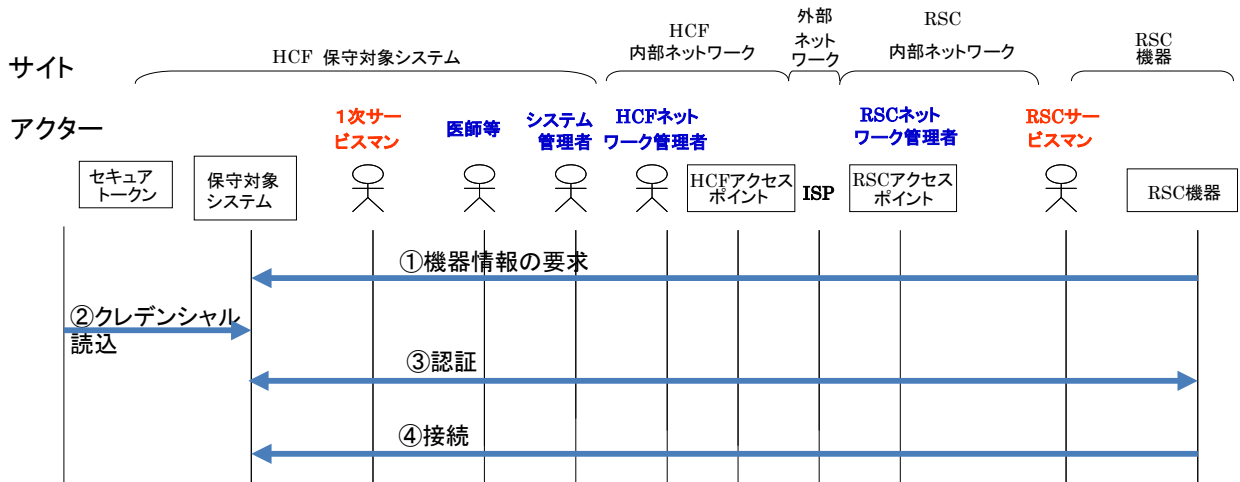 サイト
HCF 保守対象システム
HCF
内部ネットワーク
外部
ネット
ワーク
RSC
内部ネットワーク
RSC
機器
アクター
1次サー
ビスマン
医師等
システム
管理者
HCFネット
ワーク管理者
RSCネット
ワーク管理者
RSCサー
ビスマン
セキュア
トークン
保守対象
システム
HCFアクセス
ポイント
ISP
RSCアクセス
ポイント
RSC機器
①機器情報の要求
②クレデンシャル
読込
③認証
④接続